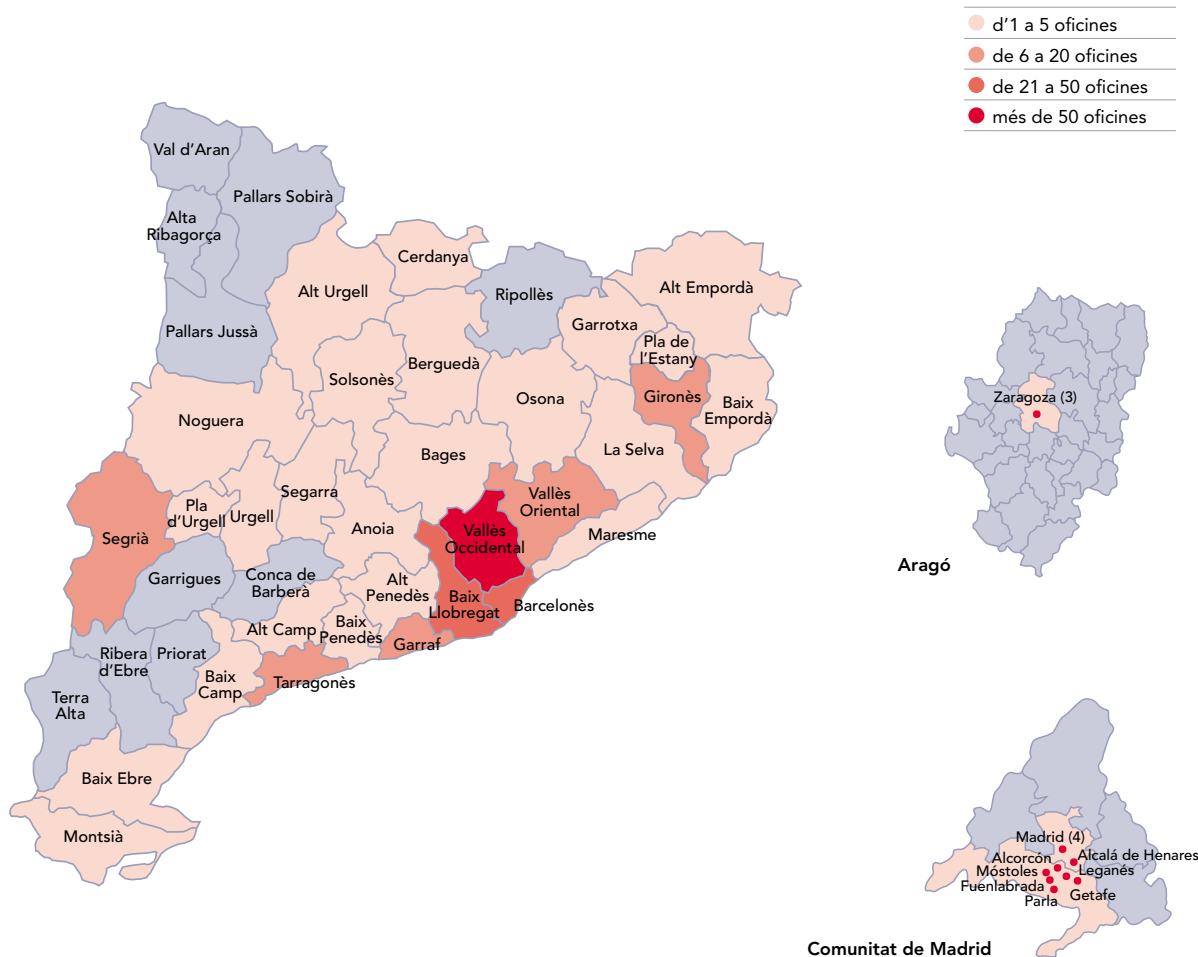 d’1 a 5 oficines
de 6 a 20 oficines
de 21 a 50 oficines
més de 50 oficines
Val d’Aran
Pallars Sobirà
Alta
Ribagorça
Cerdanya
Alt Urgell
Ripollès
Alt Empordà
Pallars Jussà
Garrotxa
Pla de
l’Estany
Berguedà
Solsonès
Osona
Gironès
Baix
Empordà
Noguera
La Selva
Bages
Segarra
Vallès
Oriental
Pla
d’Urgell
Urgell
Anoia
Maresme
Segrià
Vallès
Occidental
Garrigues
Conca de
Barberà
Alt
Penedès
Baix
Llobregat
Barcelonès
Alt Camp
Baix
Penedès
Garraf
Ribera
d’Ebre
Priorat
Baix
Camp
Tarragonès
Terra
Alta
Baix Ebre
Montsià
Zaragoza (3)
Aragó
Madrid (4)
Alcalá de Henares
Alcorcón
Móstoles
Leganés
Fuenlabrada
Getafe
Parla
Comunitat de Madrid